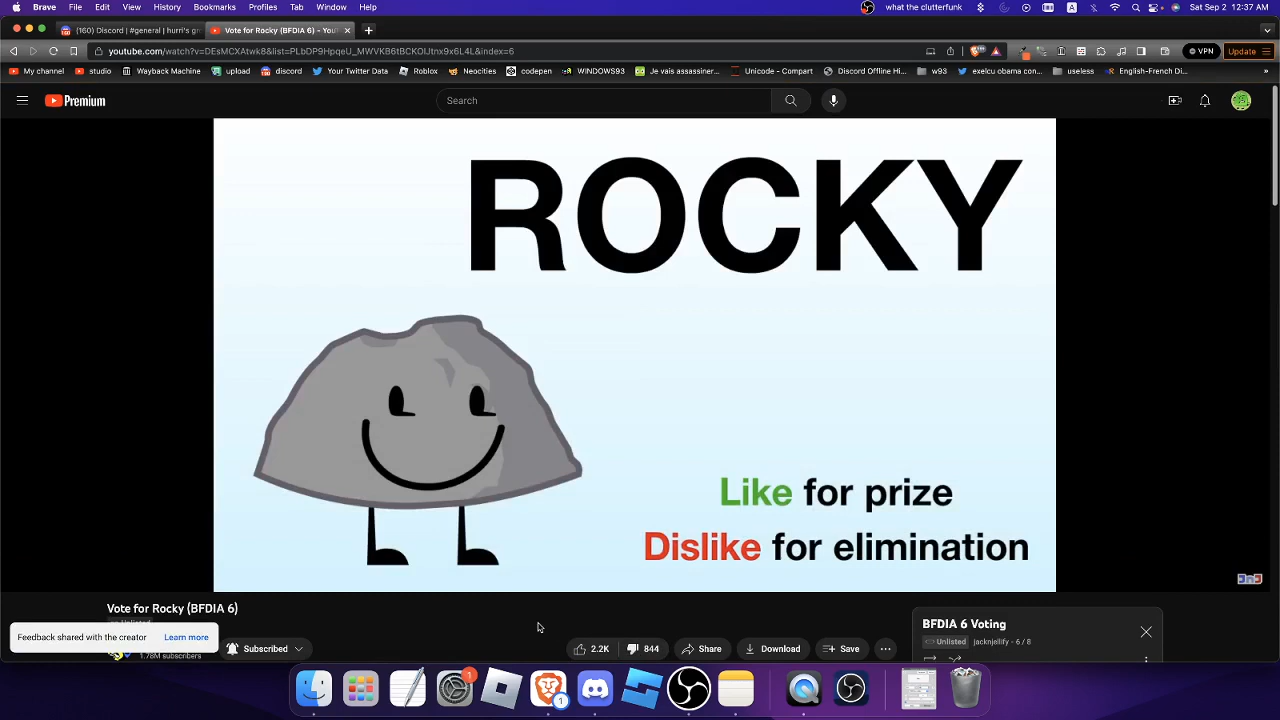 Brave File Edit View History Bookmarks Profiles Tab Window Help what the clutterfunk A Sat Sep 2 12:37 AM
(160) Discord | #general | hurri's gr Vote for Rocky (BFDIA 6) - You
youtube.com/watch?v=DEsMCXAtwk8&list=PLbDP9HpqeU_MWVKB6tBCKOlJtnx9x6L4L&index=6 VPN Update
My channel studio Wayback Machine upload discord Your Twitter Data Roblox Neocities codepen WINDOWS93 Je vais assassiner... Unicode - Compart Discord Offline Hi... w93 exelcu obama con... useless English-French Di... »
Premium Search
ROCKY
Like for prize
Dislike for elimination
Vote for Rocky (BFDIA 6)
BFDIA 6 Voting
Feedback shared with the creator Learn more
Unlisted jacknjellify - 6 / 8
Subscribed 2.2K 844 Share Download Save
1.78M subscribers
1
1